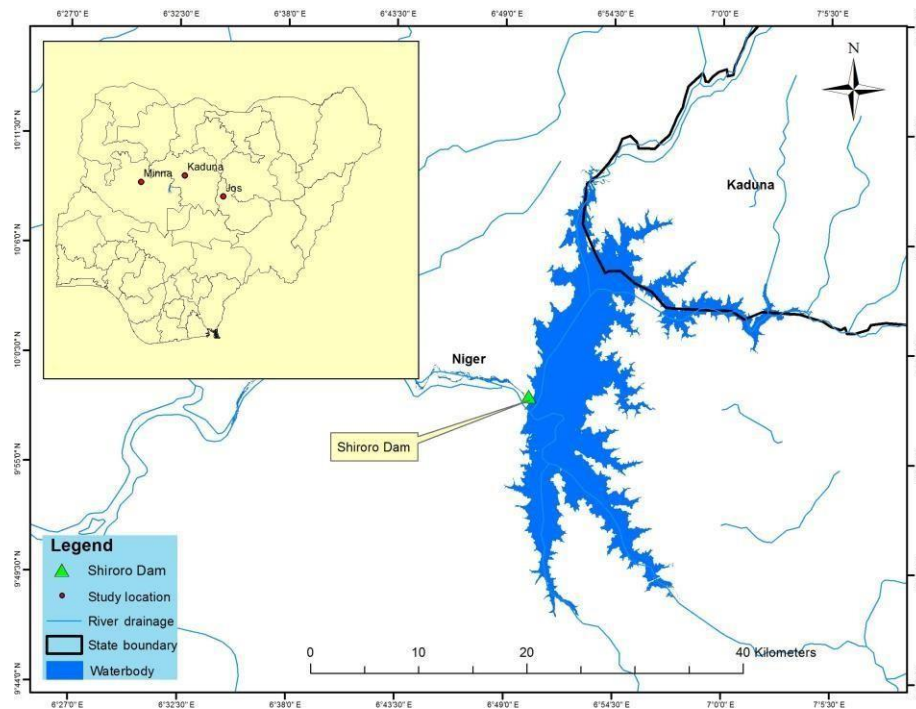 6°27'0" E 6°32'30" E 6°38'0" E 6°43'30" E 6°49'0" E 6°54'30" E 7°0'0" E 7°5'30" E
N
10°11'30" N
10°6'0" N
10°0'30" N
9°55'0" N
9°49'30" N
9°44'0" N
Minna
Kaduna
Jos
Kaduna
Niger
Shiroro Dam
Legend
Shiroro Dam
Study location
River drainage
State boundary
Waterbody
0 10 20 40 Kilometers
6°27'0" E 6°32'30" E 6°38'0" E 6°43'30" E 6°49'0" E 6°54'30" E 7°0'0" E 7°5'30" E